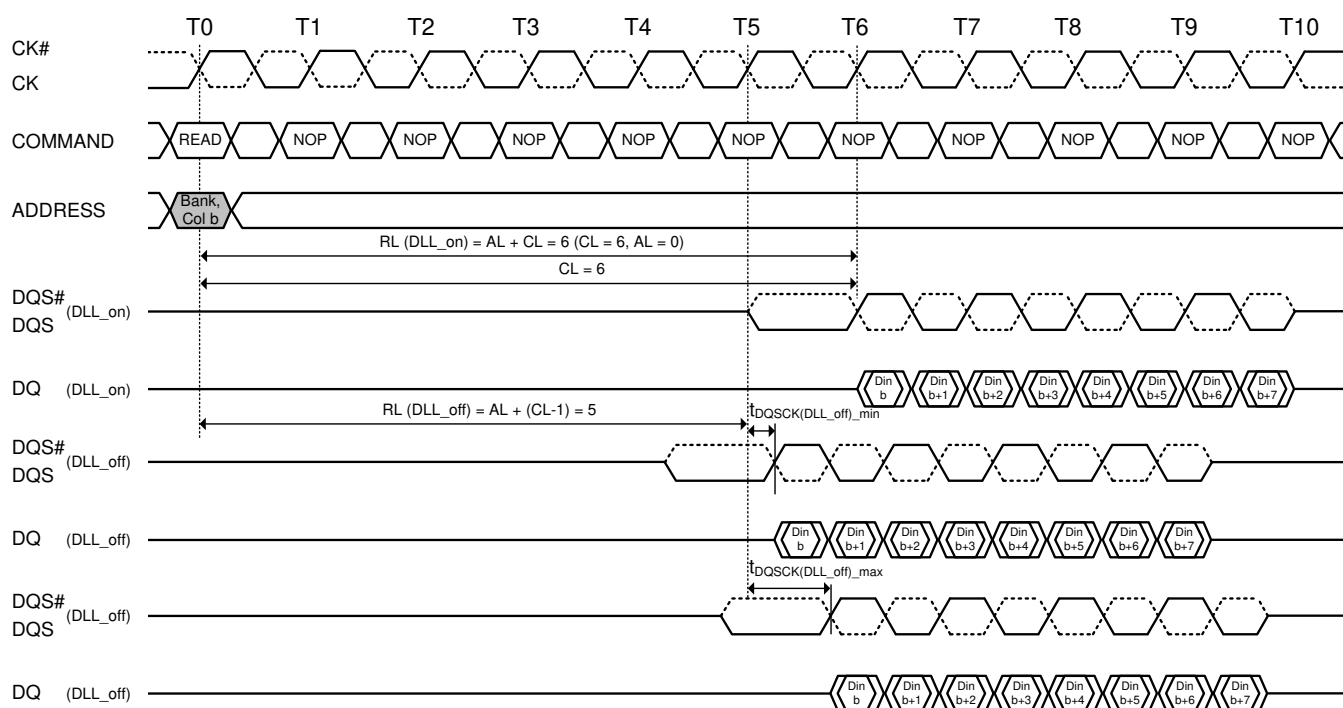 T0 T1 T2 T3 T4 T5 T6 T7 T8 T9 T10
CK#
CK
COMMAND READ NOP NOP NOP NOP NOP NOP NOP NOP NOP NOP
ADDRESS Bank, Col b
RL (DLL_on) = AL + CL = 6 (CL = 6, AL = 0)
CL = 6
DQS# (DLL_on)
DQS
DQ (DLL_on) Din b Din b+1 Din b+2 Din b+3 Din b+4 Din b+5 Din b+6 Din b+7
RL (DLL_off) = AL + (CL-1) = 5
tDQSCK(DLL_off)_min
DQS# (DLL_off)
DQS
DQ (DLL_off) Din b Din b+1 Din b+2 Din b+3 Din b+4 Din b+5 Din b+6 Din b+7
tDQSCK(DLL_off)_max
DQS# (DLL_off)
DQS
DQ (DLL_off) Din b Din b+1 Din b+2 Din b+3 Din b+4 Din b+5 Din b+6 Din b+7